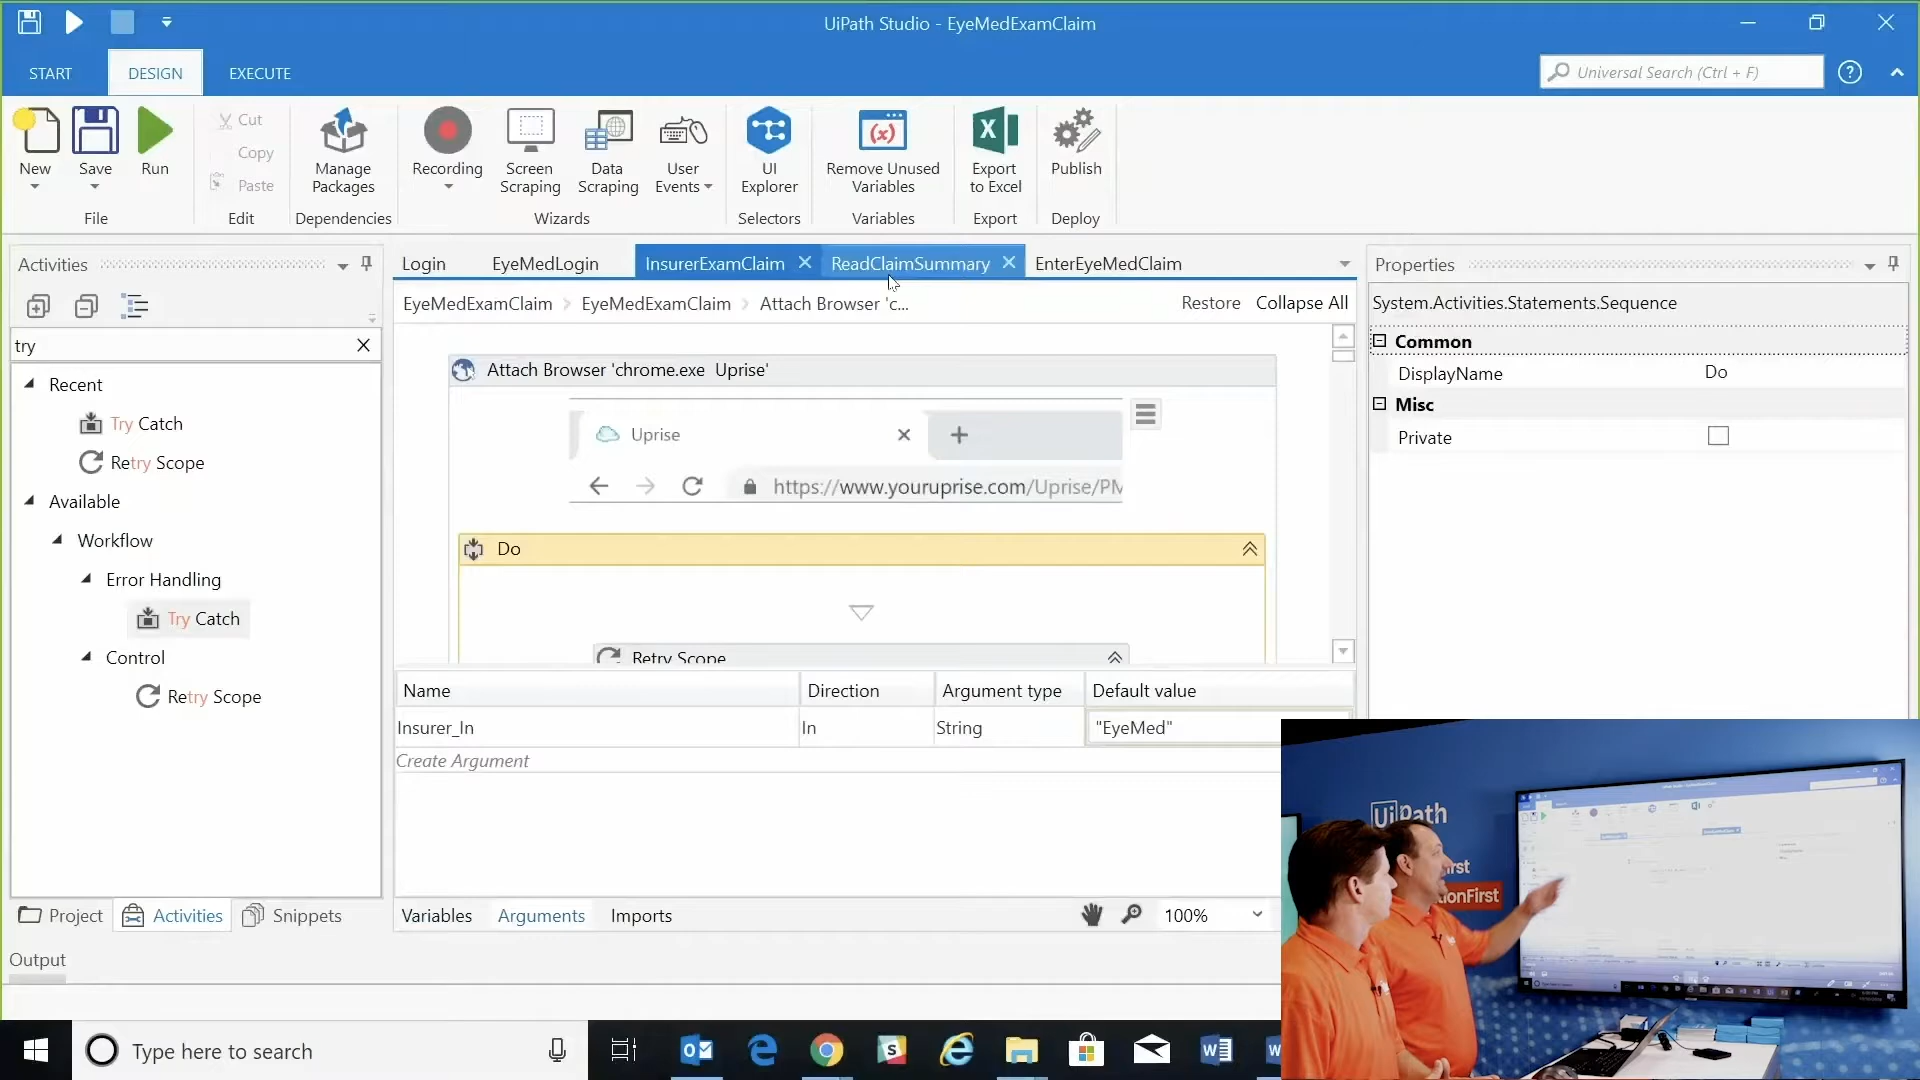 UiPath Studio - EyeMedExamClaim
START
DESIGN
EXECUTE
Universal Search (Ctrl + F)
New
Save
Run
File
Cut
Copy
Paste
Edit
Manage Packages
Dependencies
Recording
Screen Scraping
Data Scraping
User Events
Wizards
UI Explorer
Selectors
Remove Unused Variables
Variables
Export to Excel
Export
Publish
Deploy
Activities
try
Recent
Try Catch
Retry Scope
Available
Workflow
Error Handling
Try Catch
Control
Retry Scope
Project
Activities
Snippets
Output
Login
EyeMedLogin
InsurerExamClaim
ReadClaimSummary
EnterEyeMedClaim
EyeMedExamClaim
EyeMedExamClaim
Attach Browser 'c...
Restore
Collapse All
Attach Browser 'chrome.exe Uprise'
Uprise
https://www.youruprise.com/Uprise/PM
Do
Retry Scope
Name
Direction
Argument type
Default value
Insurer_In
In
String
"EyeMed"
Create Argument
Variables
Arguments
Imports
100%
Properties
System.Activities.Statements.Sequence
Common
DisplayName
Do
Misc
Private
UiPath
Type here to search